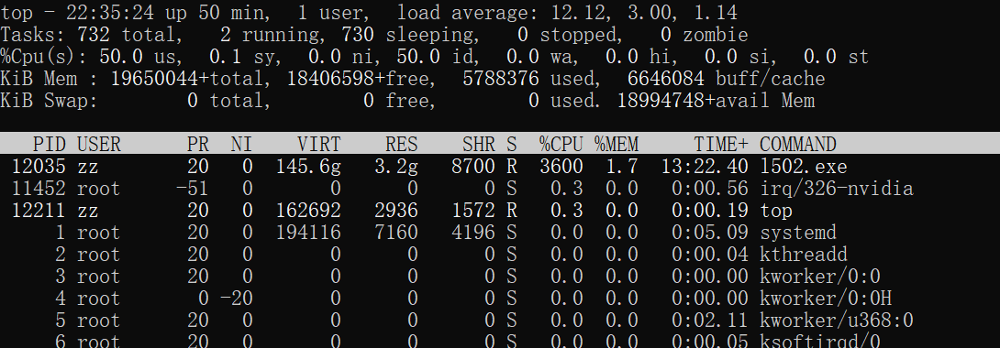 top - 22:35:24 up 50 min,  1 user,  load average: 12.12, 3.00, 1.14
Tasks: 732 total,   2 running, 730 sleeping,   0 stopped,   0 zombie
%Cpu(s): 50.0 us,  0.1 sy,  0.0 ni, 50.0 id,  0.0 wa,  0.0 hi,  0.0 si,  0.0 st
KiB Mem : 19650044+total, 18406598+free,  5788376 used,  6646084 buff/cache
KiB Swap:        0 total,        0 free,        0 used. 18994748+avail Mem
PID USER      PR  NI    VIRT    RES    SHR S  %CPU %MEM     TIME+ COMMAND
12035 zz        20   0  145.6g   3.2g   8700 R  3600  1.7  13:22.40 l502.exe
11452 root     -51   0       0      0      0 S   0.3  0.0   0:00.56 irq/326-nvidia
12211 zz        20   0  162692   2936   1572 R   0.3  0.0   0:00.19 top
1 root      20   0  194116   7160   4196 S   0.0  0.0   0:05.09 systemd
2 root      20   0       0      0      0 S   0.0  0.0   0:00.04 kthreadd
3 root      20   0       0      0      0 S   0.0  0.0   0:00.00 kworker/0:0
4 root       0 -20       0      0      0 S   0.0  0.0   0:00.00 kworker/0:0H
5 root      20   0       0      0      0 S   0.0  0.0   0:02.11 kworker/u368:0
6 root      20   0       0      0      0 S   0.0  0.0   0:00.05 ksoftirqd/0